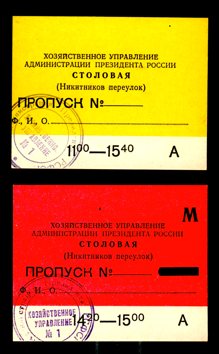 ХОЗЯЙСТВЕННОЕ УПРАВЛЕНИЕ
АДМИНИСТРАЦИИ ПРЕЗИДЕНТА РОССИИ
СТОЛОВАЯ
(Никитников переулок)
ПРОПУСК №
Ф., И., О.
11⁰⁰—15⁴⁰ А
М
ХОЗЯЙСТВЕННОЕ УПРАВЛЕНИЕ
АДМИНИСТРАЦИИ ПРЕЗИДЕНТА РОССИИ
СТОЛОВАЯ
(Никитников переулок)
ПРОПУСК №
Ф., И., О.
14²⁰—15⁰⁰ А
ХОЗЯЙСТВЕННОЕ
УПРАВЛЕНИЕ
№ 1